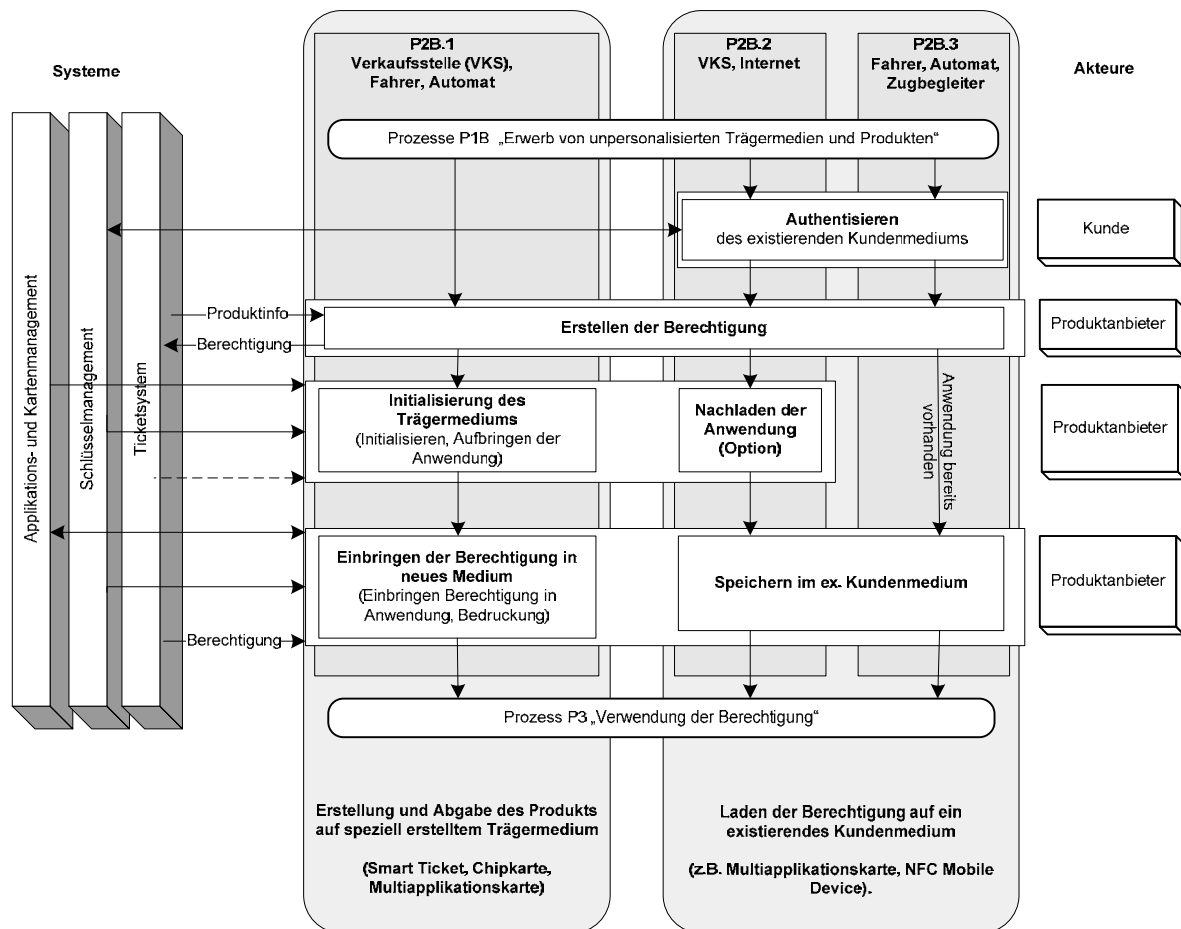 Systeme
P2B.1
Verkaufsstelle (VKS),
Fahrer, Automat
P2B.2
VKS, Internet
P2B.3
Fahrer, Automat,
Zugbegleiter
Akteure
Prozesse P1B „Erwerb von unpersonalisierten Trägermedien und Produkten“
Authentisieren
des existierenden Kundenmediums
Kunde
Applikations- und Kartenmanagement
Schlüsselmanagement
Ticketsystem
Produktinfo
Berechtigung
Erstellen der Berechtigung
Produktanbieter
Initialisierung des
Trägermediums
(Initialisieren, Aufbringen der
Anwendung)
Nachladen der
Anwendung
(Option)
Anwendung bereits
vorhanden
Produktanbieter
Einbringen der Berechtigung in
neues Medium
(Einbringen Berechtigung in
Anwendung, Bedruckung)
Speichern im ex. Kundenmedium
Produktanbieter
Berechtigung
Prozess P3 „Verwendung der Berechtigung“
Erstellung und Abgabe des Produkts
auf speziell erstelltem Trägermedium
(Smart Ticket, Chipkarte,
Multiapplikationskarte)
Laden der Berechtigung auf ein
existierendes Kundenmedium
(z.B. Multiapplikationskarte, NFC Mobile
Device).